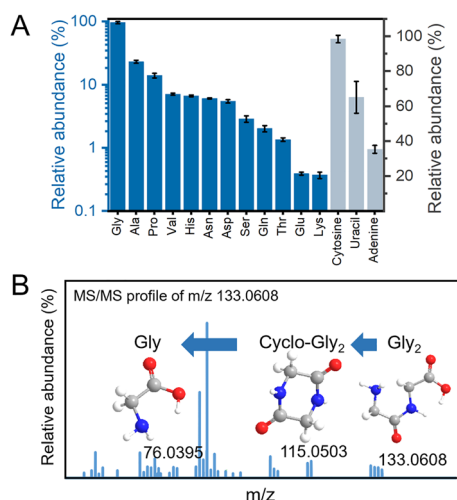 A
Relative abundance (%)
100
10
1
0.1
100
80
60
40
20
Relative abundance (%)
Gly
Ala
Pro
Val
His
Asn
Asp
Ser
Gln
Thr
Glu
Lys
Cytosine
Uracil
Adenine
B
MS/MS profile of m/z 133.0608
Relative abundance (%)
Gly
Cyclo-Gly₂
Gly₂
76.0395
115.0503
133.0608
m/z